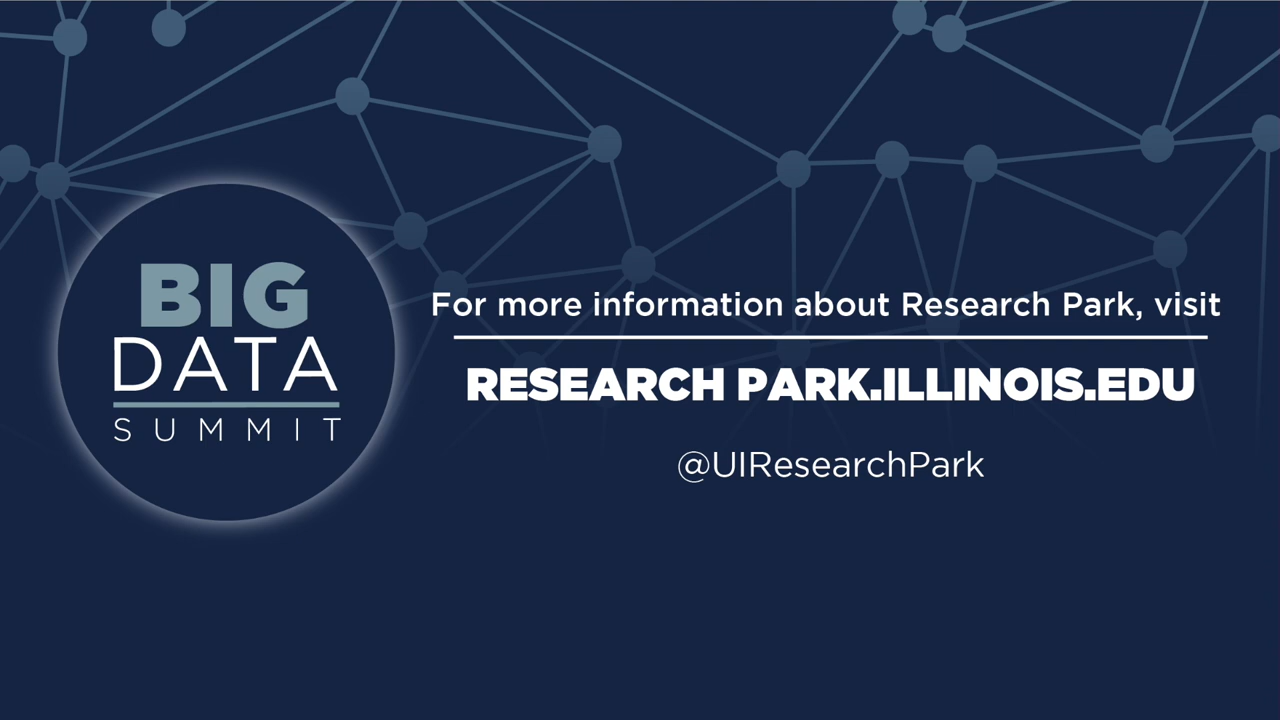 BIG
DATA
SUMMIT
For more information about Research Park, visit
RESEARCH PARK.ILLINOIS.EDU
@UIResearchPark